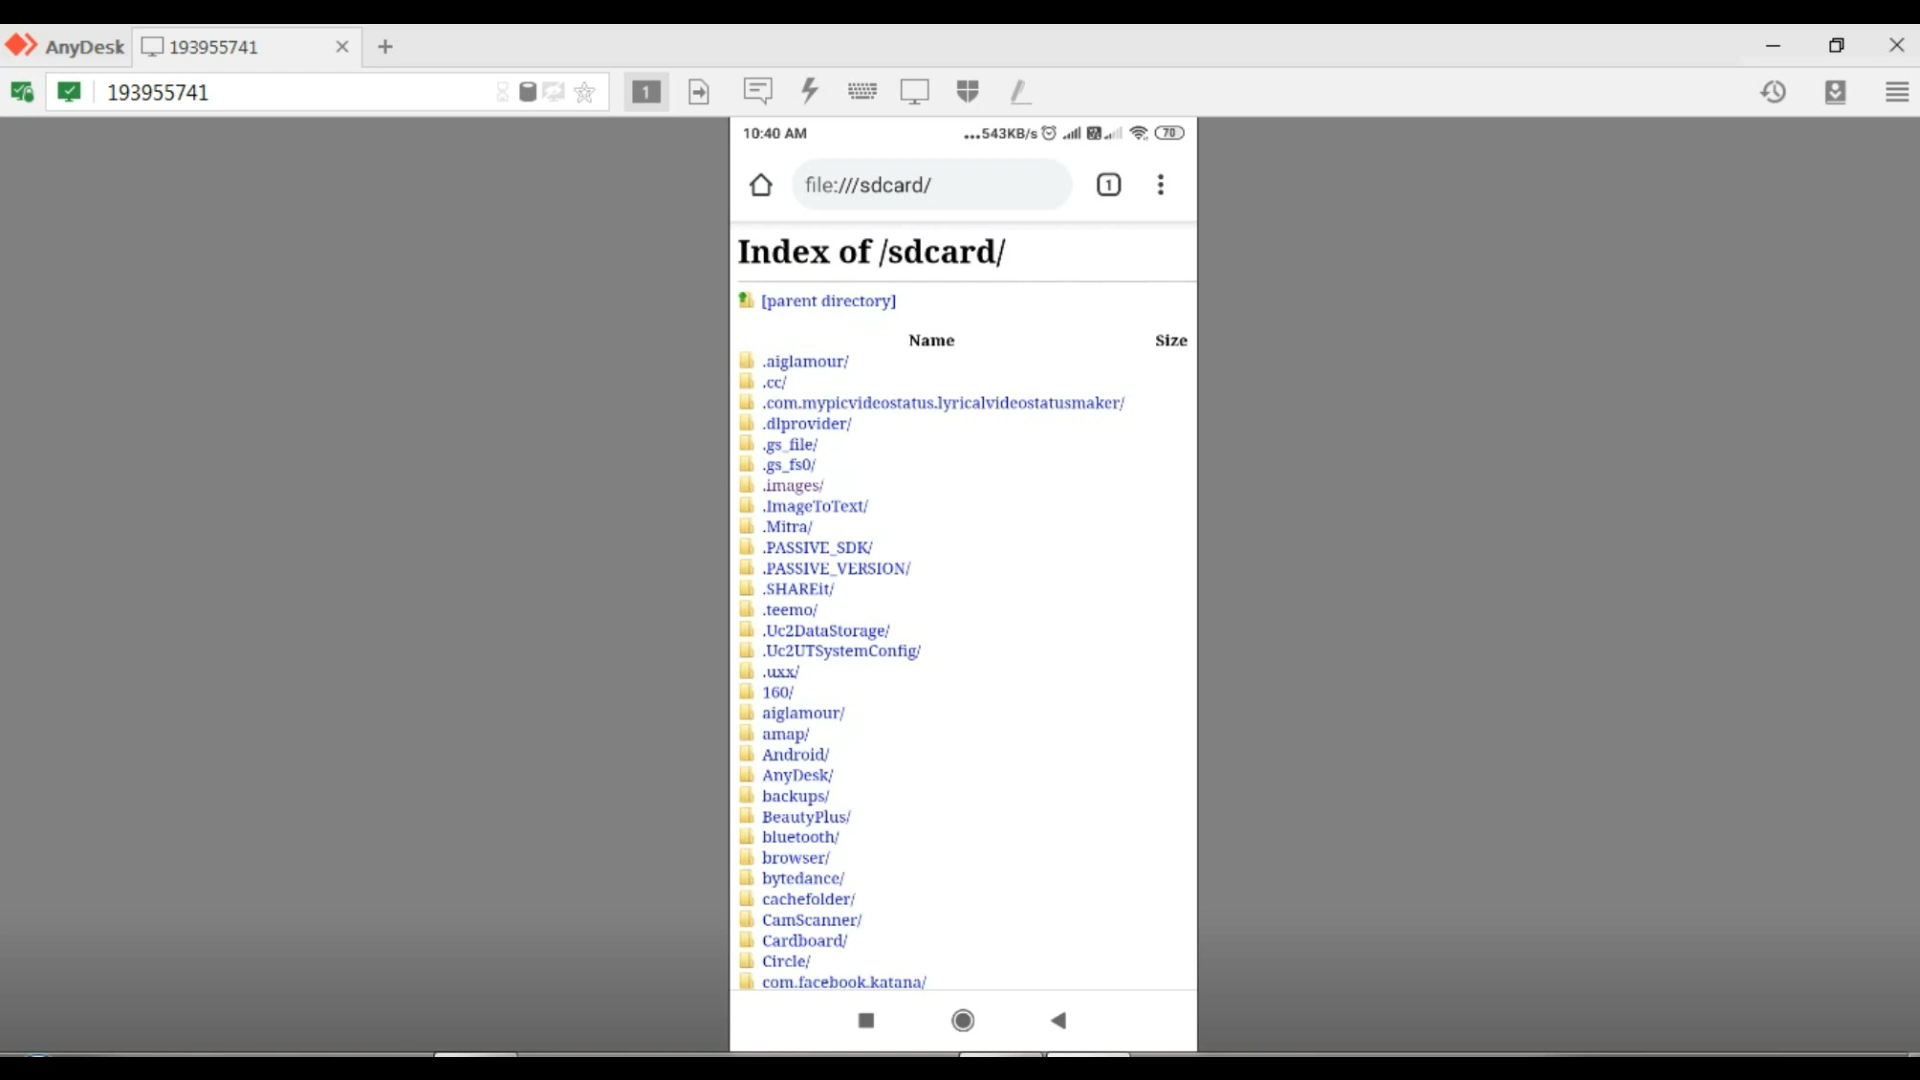 AnyDesk 193955741
193955741 1
10:40 AM ...543KB/s 70
file:///sdcard/ 1
Index of /sdcard/
[parent directory]
Name Size
.aiglamour/
.cc/
.com.mypicvideostatus.lyricalvideostatusmaker/
.dlprovider/
.gs_file/
.gs_fs0/
.images/
.ImageToText/
.Mitra/
.PASSIVE_SDK/
.PASSIVE_VERSION/
.SHAREit/
.teemo/
.Uc2DataStorage/
.Uc2UTSystemConfig/
.uxx/
160/
aiglamour/
amap/
Android/
AnyDesk/
backups/
BeautyPlus/
bluetooth/
browser/
bytedance/
cachefolder/
CamScanner/
Cardboard/
Circle/
com.facebook.katana/